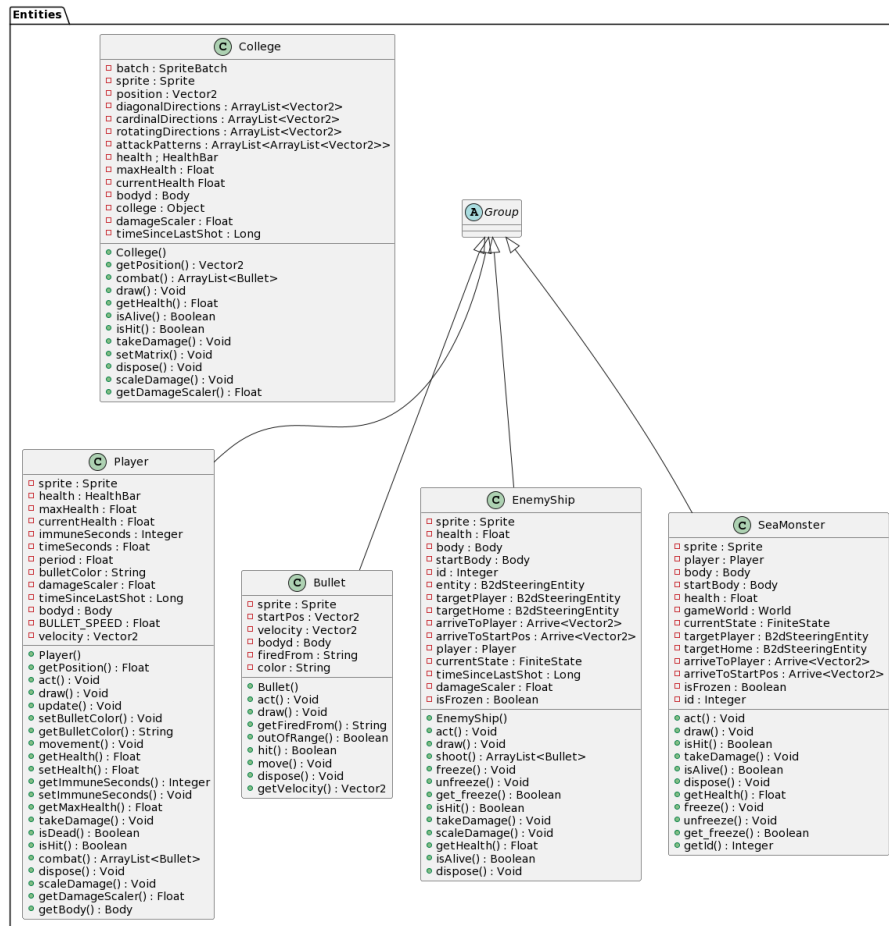 Entities
C College
batch : SpriteBatch
sprite : Sprite
position : Vector2
diagonalDirections : ArrayList<Vector2>
cardinalDirections : ArrayList<Vector2>
rotatingDirections : ArrayList<Vector2>
attackPatterns : ArrayList<ArrayList<Vector2>>
health ; HealthBar
maxHealth : Float
currentHealth Float
bodyd : Body
college : Object
damageScaler : Float
timeSinceLastShot : Long
College()
getPosition() : Vector2
combat() : ArrayList<Bullet>
draw() : Void
getHealth() : Float
isAlive() : Boolean
isHit() : Boolean
takeDamage() : Void
setMatrix() : Void
dispose() : Void
scaleDamage() : Void
getDamageScaler() : Float
A Group
C Player
sprite : Sprite
health : HealthBar
maxHealth : Float
currentHealth : Float
immuneSeconds : Integer
timeSeconds : Float
period : Float
bulletColor : String
damageScaler : Float
timeSinceLastShot : Long
bodyd : Body
BULLET_SPEED : Float
velocity : Vector2
Player()
getPosition() : Float
act() : Void
draw() : Void
update() : Void
setBulletColor() : Void
getBulletColor() : String
movement() : Void
getHealth() : Float
setHealth() : Float
getImmuneSeconds() : Integer
setImmuneSeconds() : Void
getMaxHealth() : Float
takeDamage() : Void
isDead() : Boolean
isHit() : Boolean
combat() : ArrayList<Bullet>
dispose() : Void
scaleDamage() : Void
getDamageScaler() : Float
getBody() : Body
C Bullet
sprite : Sprite
startPos : Vector2
velocity : Vector2
bodyd : Body
firedFrom : String
color : String
Bullet()
act() : Void
draw() : Void
getFiredFrom() : String
outOfRange() : Boolean
hit() : Boolean
move() : Void
dispose() : Void
getVelocity() : Vector2
C EnemyShip
sprite : Sprite
health : Float
body : Body
startBody : Body
id : Integer
entity : B2dSteeringEntity
targetPlayer : B2dSteeringEntity
targetHome : B2dSteeringEntity
arriveToPlayer : Arrive<Vector2>
arriveToStartPos : Arrive<Vector2>
player : Player
currentState : FiniteState
timeSinceLastShot : Long
damageScaler : Float
isFrozen : Boolean
EnemyShip()
act() : Void
draw() : Void
shoot() : ArrayList<Bullet>
freeze() : Void
unfreeze() : Void
get_freeze() : Boolean
isHit() : Boolean
takeDamage() : Void
scaleDamage() : Void
getHealth() : Float
isAlive() : Boolean
dispose() : Void
C SeaMonster
sprite : Sprite
player : Player
body : Body
startBody : Body
health : Float
gameWorld : World
currentState : FiniteState
targetPlayer : B2dSteeringEntity
targetHome : B2dSteeringEntity
arriveToPlayer : Arrive<Vector2>
arriveToStartPos : Arrive<Vector2>
isFrozen : Boolean
id : Integer
act() : Void
draw() : Void
isHit() : Boolean
takeDamage() : Void
isAlive() : Boolean
dispose() : Void
getHealth() : Float
freeze() : Void
unfreeze() : Void
get_freeze() : Boolean
getId() : Integer